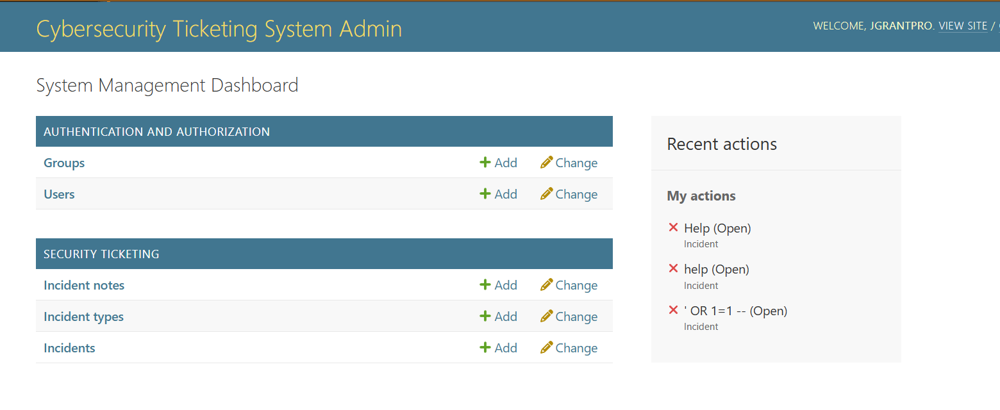 Cybersecurity Ticketing System Admin
WELCOME, JGRANTPRO. VIEW SITE /
System Management Dashboard
AUTHENTICATION AND AUTHORIZATION
Groups Add Change
Users Add Change
SECURITY TICKETING
Incident notes Add Change
Incident types Add Change
Incidents Add Change
Recent actions
My actions
Help (Open)
Incident
help (Open)
Incident
' OR 1=1 -- (Open)
Incident